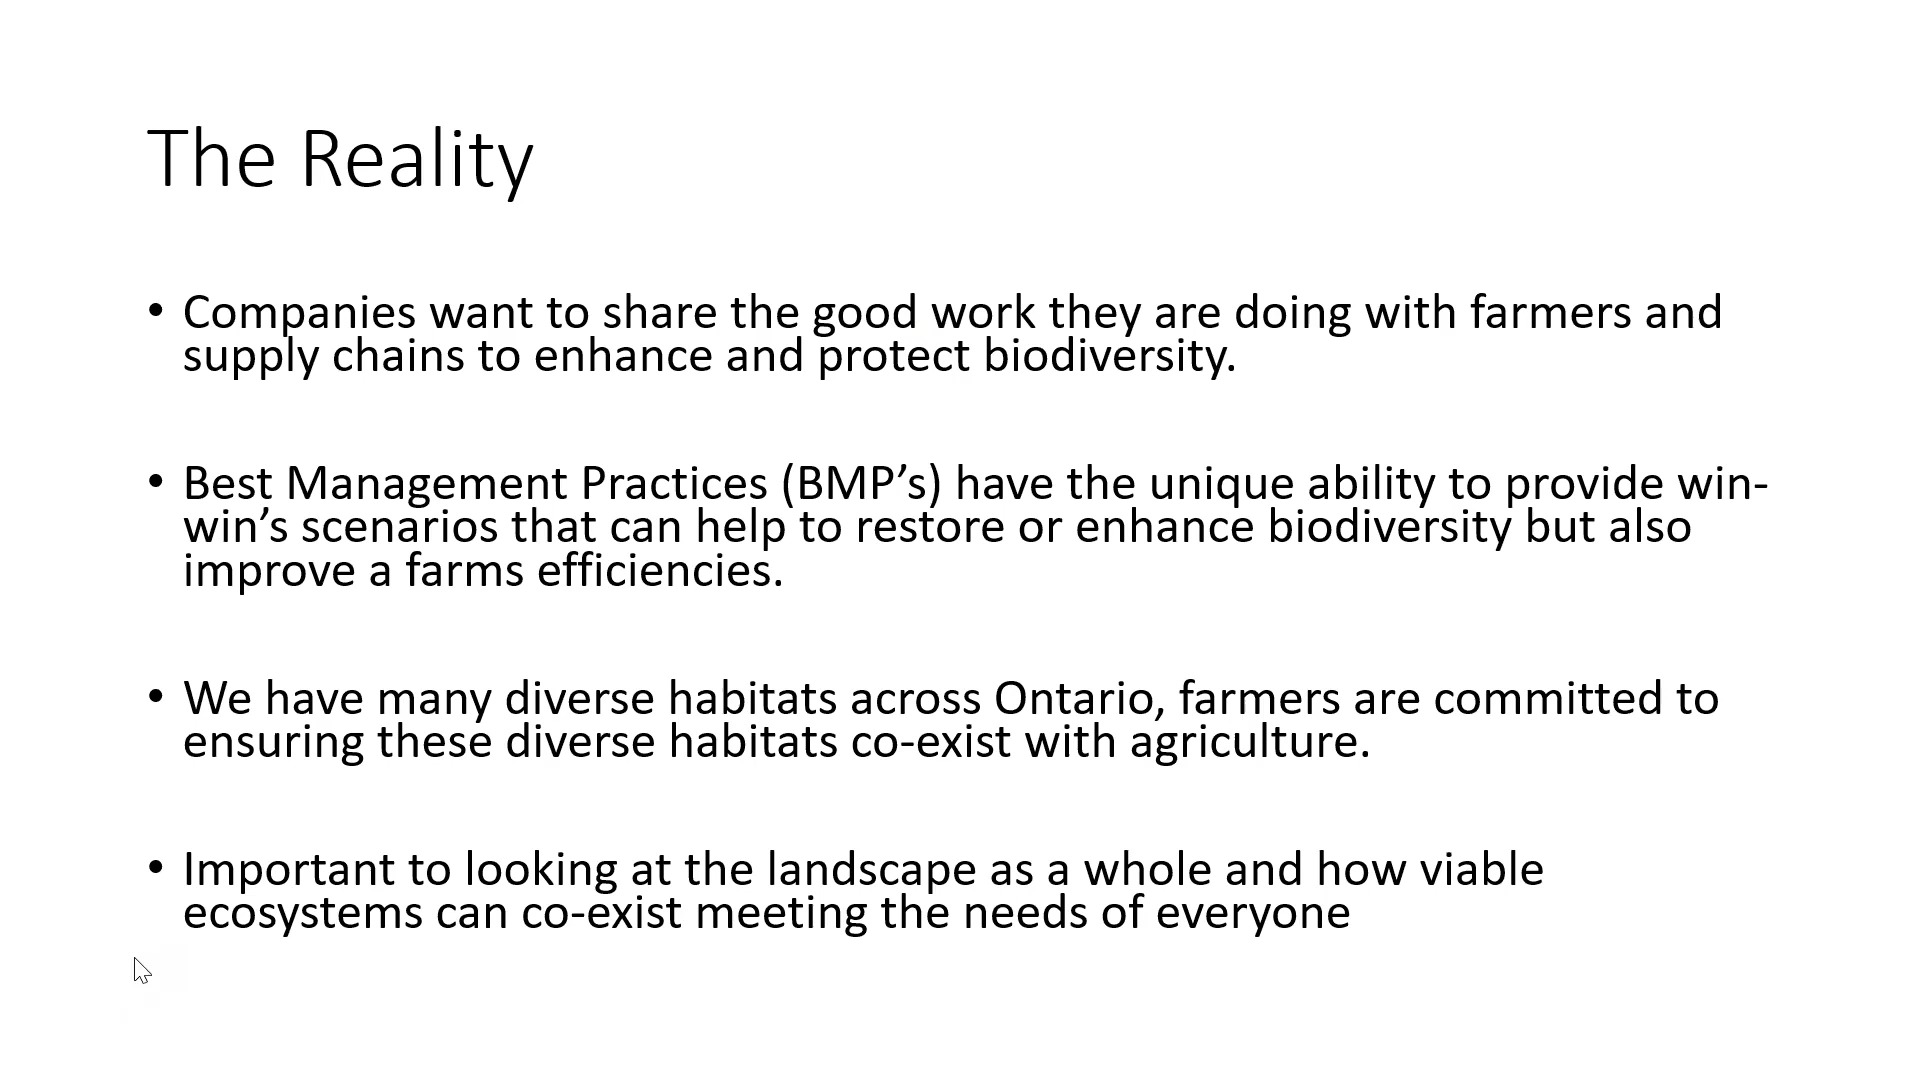 The Reality
• Companies want to share the good work they are doing with farmers and
supply chains to enhance and protect biodiversity.
• Best Management Practices (BMP’s) have the unique ability to provide win-
win’s scenarios that can help to restore or enhance biodiversity but also
improve a farms efficiencies.
• We have many diverse habitats across Ontario, farmers are committed to
ensuring these diverse habitats co-exist with agriculture.
• Important to looking at the landscape as a whole and how viable
ecosystems can co-exist meeting the needs of everyone